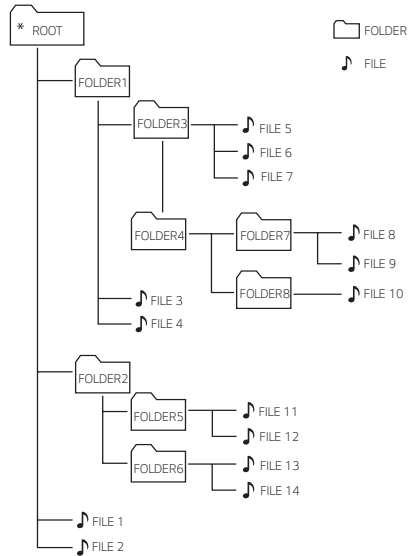 * ROOT
FOLDER
FILE
FOLDER1
FOLDER3
FILE 5
FILE 6
FILE 7
FOLDER4
FOLDER7
FILE 8
FILE 9
FOLDER8
FILE 10
FILE 3
FILE 4
FOLDER2
FOLDER5
FILE 11
FILE 12
FOLDER6
FILE 13
FILE 14
FILE 1
FILE 2